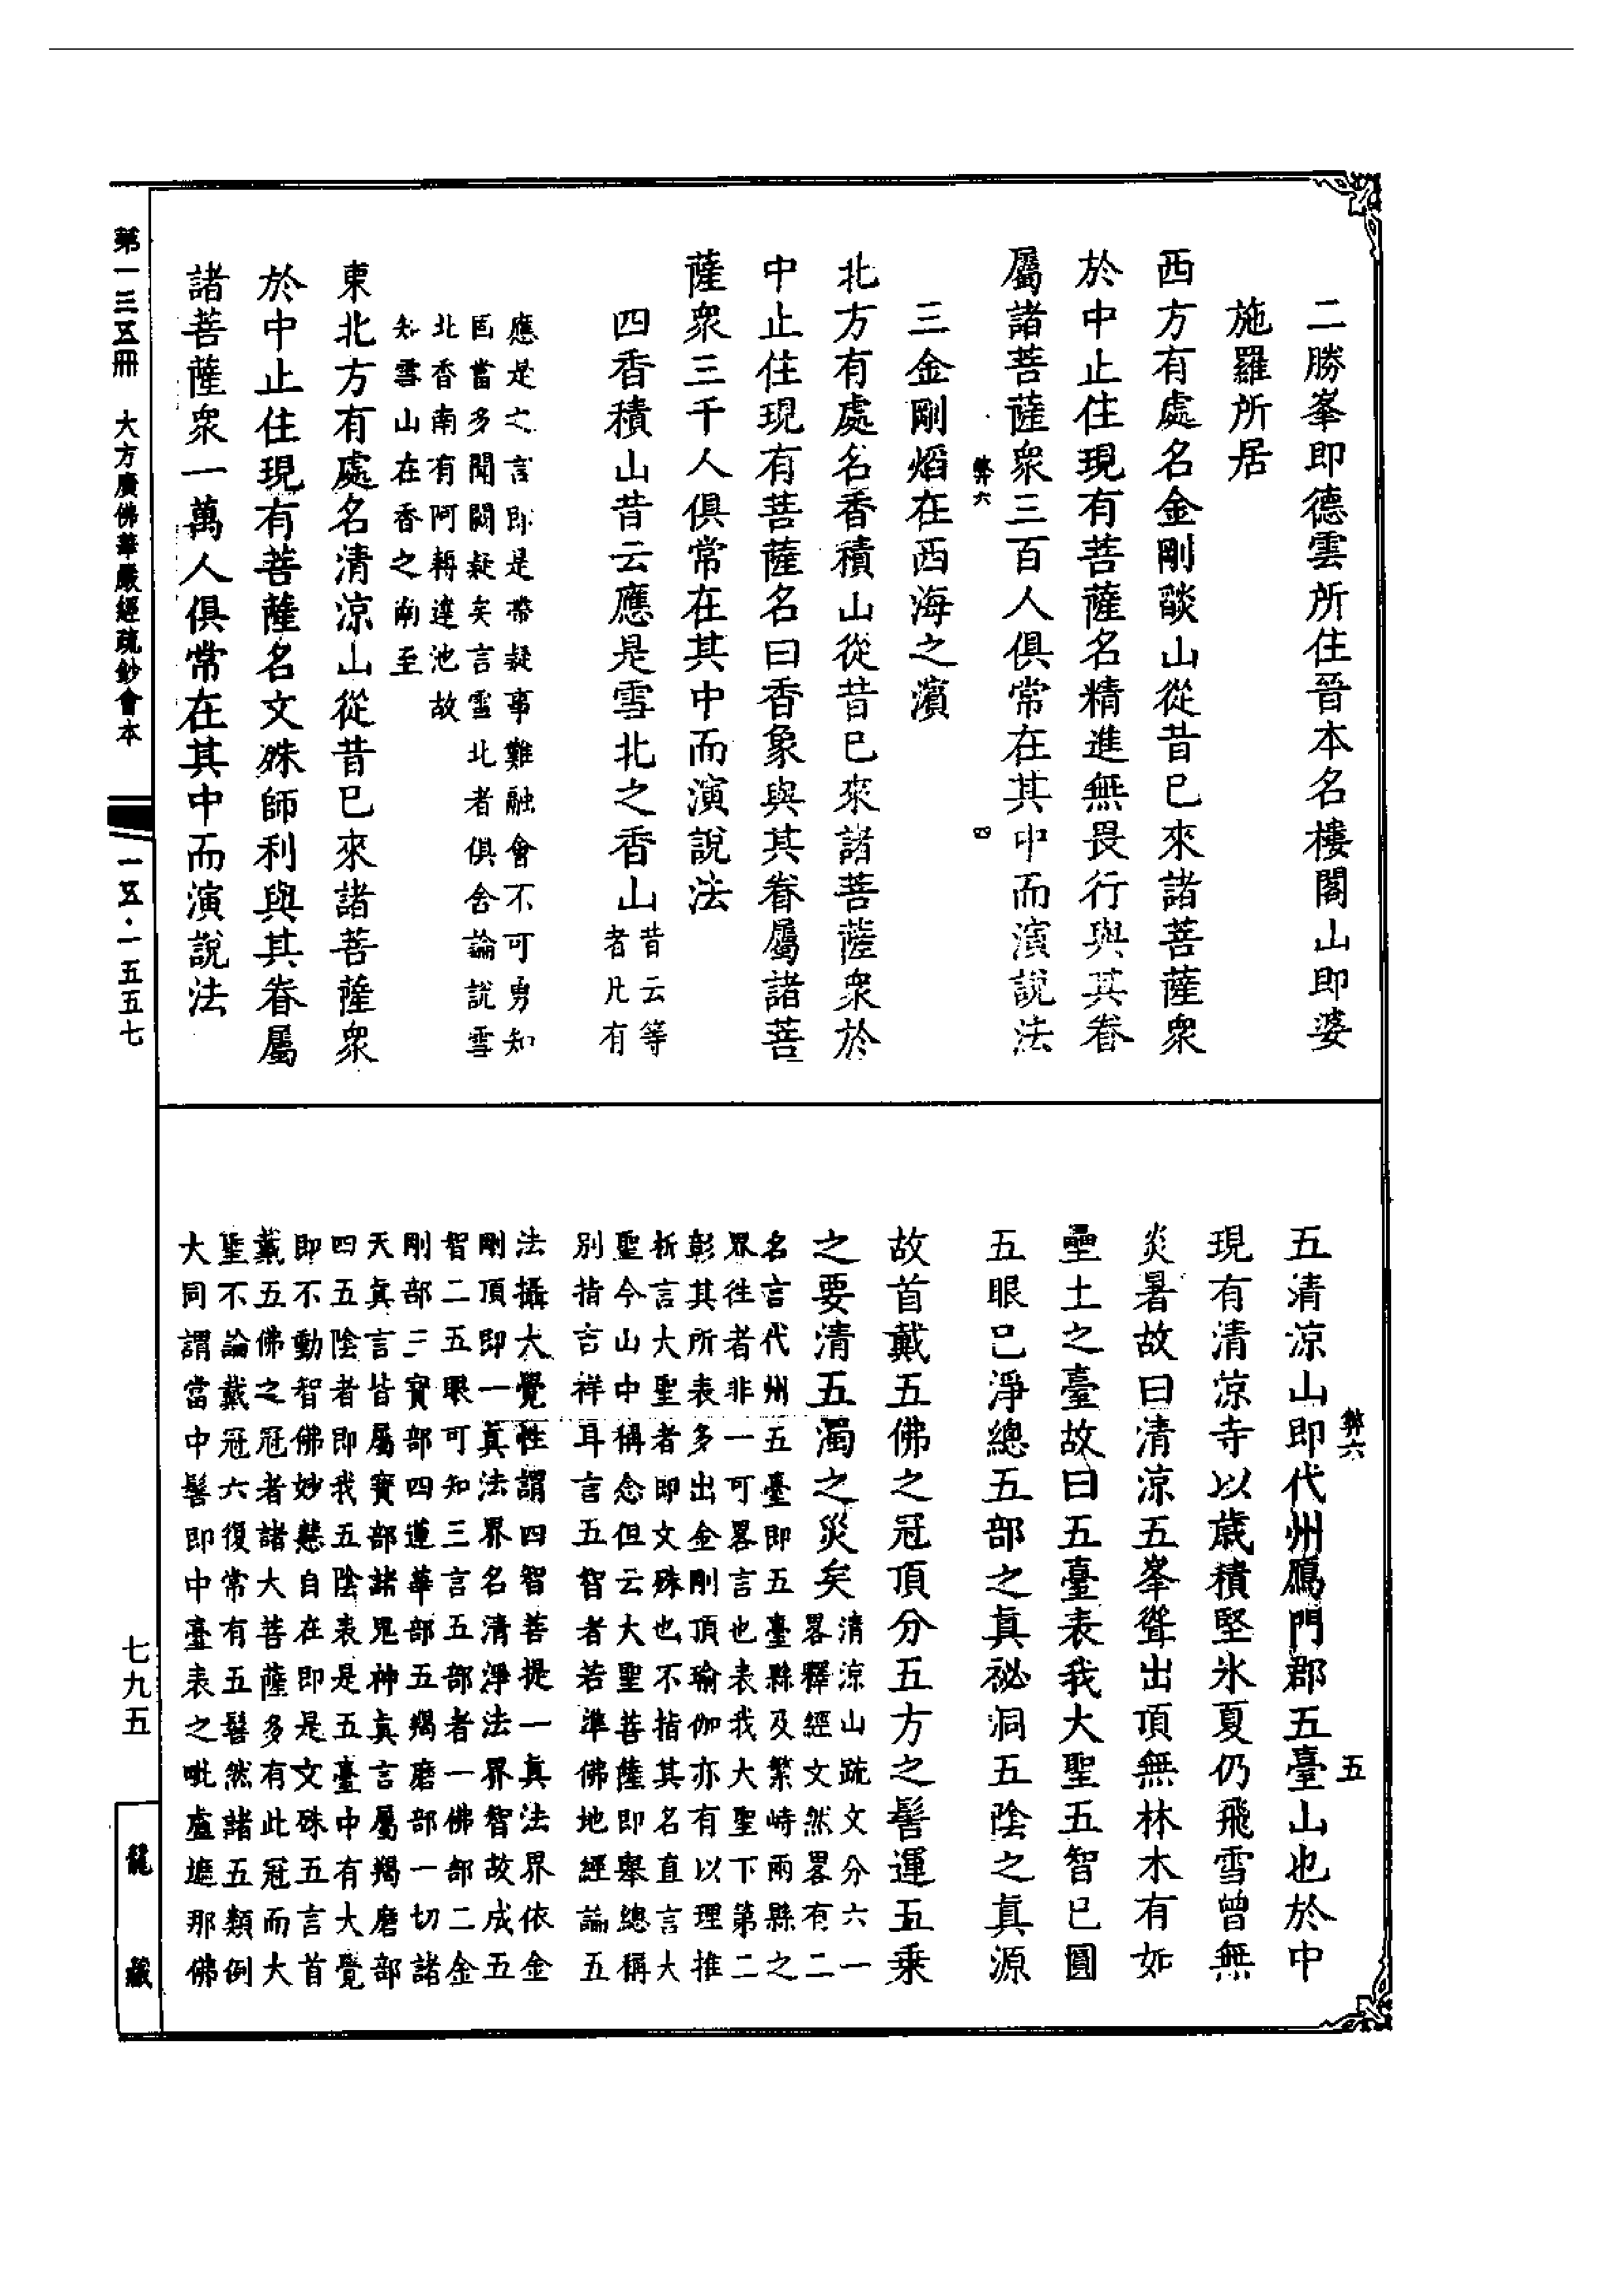 二勝峯即德雲所住晉本名樓閣山即婆
施羅所居
西方有處名金剛𦦨山從昔已來諸菩薩衆
於中止住現有菩薩名精進無畏行與其眷
屬諸菩薩衆三百人俱常在其中而演說法
弊六
四
三金剛焰在西海之濱
北方有處名香積山從昔已來諸菩薩衆於
中止住現有菩薩名曰香象與其眷屬諸菩
薩衆三千人俱常在其中而演說法
四香積山昔云應是雪北之香山
昔云等
者凡有
應是之言即是帶疑事難融會不可勇知
當多聞闕疑矣言雪北者俱舍論說雪
北香南有阿耨達池故
知雪山在香之南至
東北方有處名清凉山從昔已來諸菩薩衆
於中止住現有菩薩名文殊師利與其眷屬
諸菩薩衆一萬人俱常在其中而演說法
第一三五冊 大方廣佛華嚴經疏鈔會本
一五·一五五七
弊六
五
五清凉山即代州鴈門郡五臺山也於中
現有清凉寺以歲積堅氷夏仍飛雪曾無
炎暑故曰清凉五峯聳出頂無林木有如
壘土之臺故曰五臺表我大聖五智已圓
五眼已淨總五部之真祕洞五陰之真源
故首戴五佛之冠頂分五方之髻運五乘
之要清五濁之災矣
清凉山䟽文分六一
畧釋經文然畧有二
名言代州五臺即五臺縣及繁峙兩縣之
界往者非一可畧言也表我大聖下第二
彰其所表多出金剛頂瑜伽亦有以理推
析言大聖者即文殊也不指其名直言大
聖今山中稱念但云大聖菩薩即舉總稱
別指吉祥耳言五智者若準佛地經論五
法攝大覺性謂四智菩提一真法界依金
剛頂即一真法界名清淨法界智故成五
智二五眼可知三言五部者一佛部二金
剛部三寶部四蓮華部五羯磨部一切諸
天真言皆屬寶部諸鬼神真言屬羯磨部
四五陰者即我五陰表是五臺中有大覺
即不動智佛妙慧自在即是文殊五言首
戴五佛之冠者諸大菩薩多有此冠而大
聖不論戴冠六復常有五髻然諸五類例
大同謂當中髻即中臺表之毗盧遮那佛
七九五
龍藏